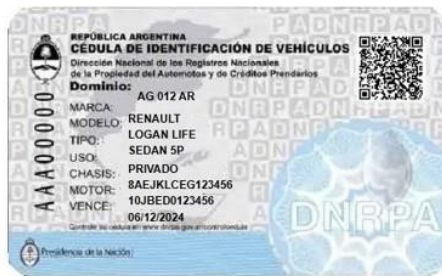 REPÚBLICA ARGENTINA
CÉDULA DE IDENTIFICACIÓN DE VEHÍCULOS
Dirección Nacional de los Registros Nacionales
de la Propiedad del Automotos y de Créditos Prendarios
Dominio:
AG 012 AR
MARCA:
MODELO: RENAULT
TIPO: LOGAN LIFE
USO: SEDAN 5P
CHASIS: PRIVADO
MOTOR: 8AEJKLCEG123456
VENCE: 10JBED0123456
06/12/2024
AAA00000
DNRPA
Presidencia de la Nación